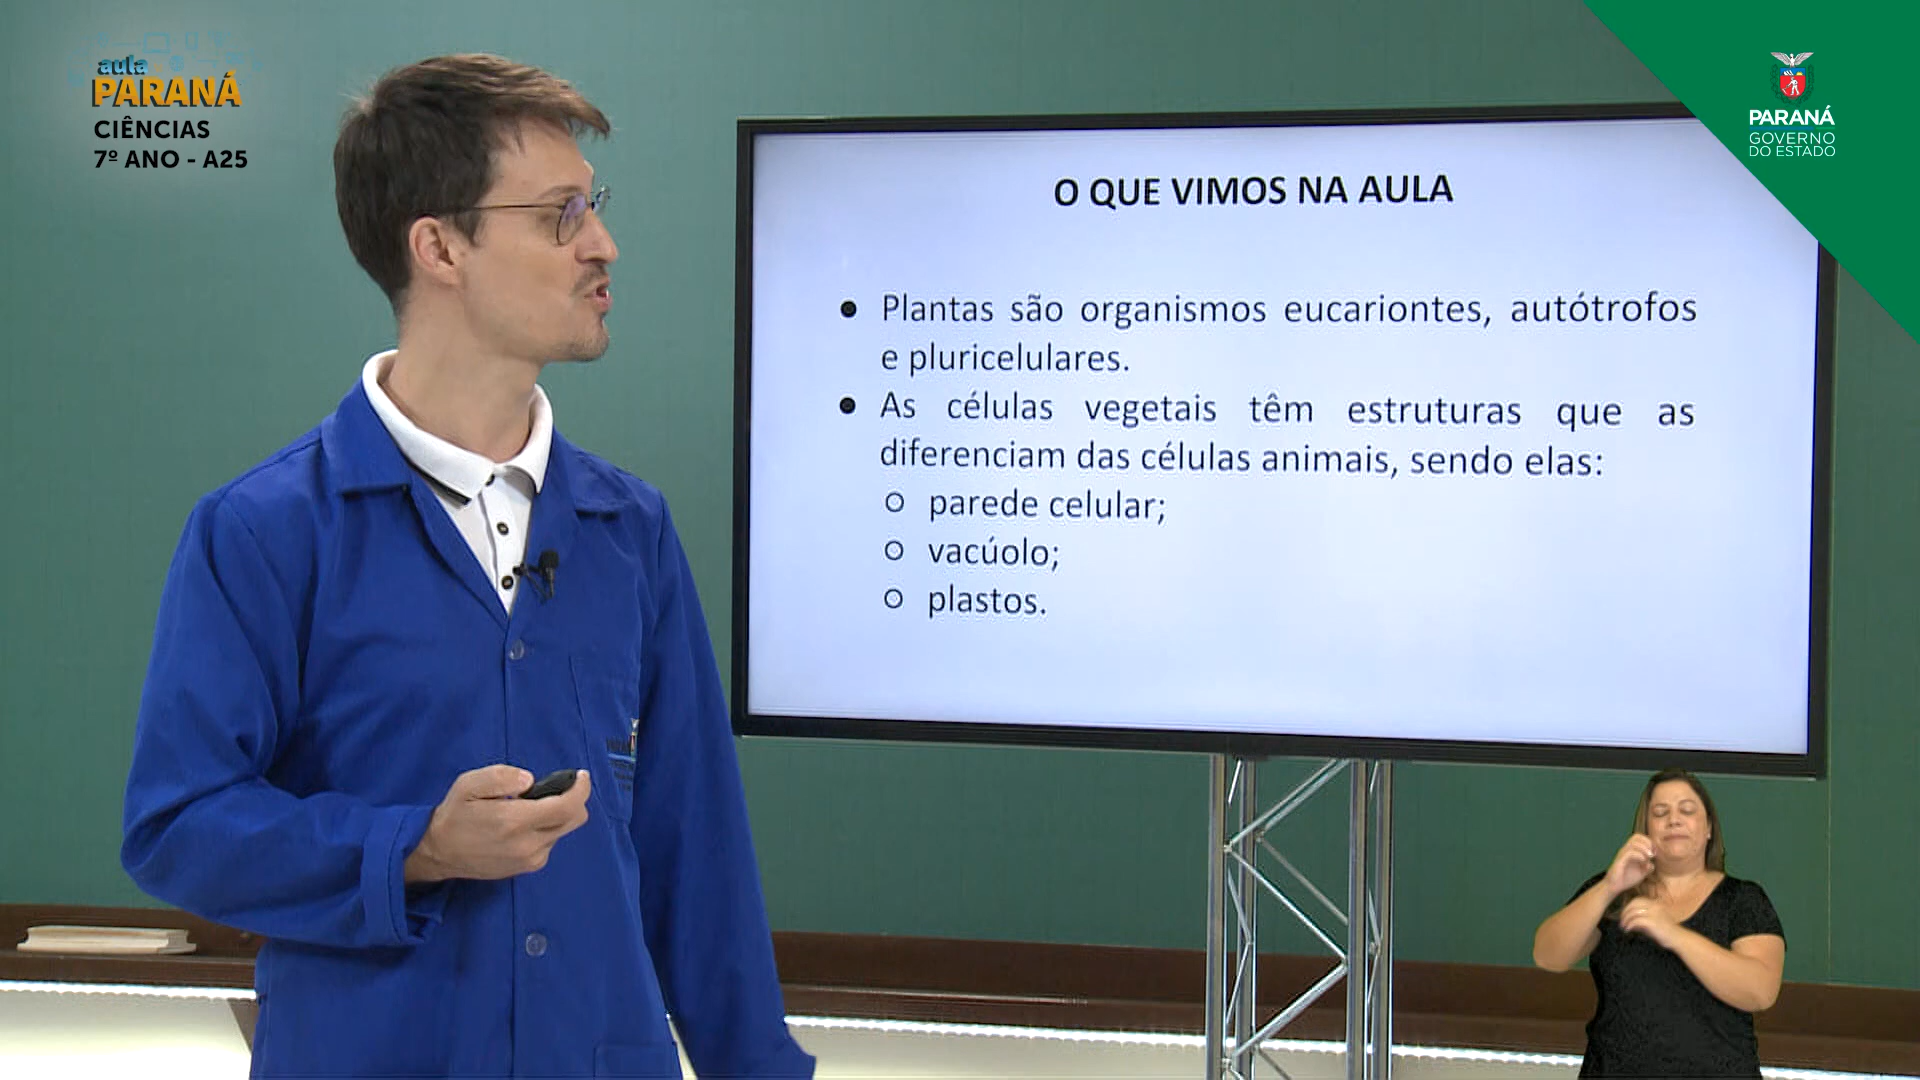 aula
PARANÁ
CIÊNCIAS
7º ANO - A25
PARANÁ
GOVERNO
DO ESTADO
O QUE VIMOS NA AULA
● Plantas são organismos eucariontes, autótrofos
e pluricelulares.
● As células vegetais têm estruturas que as
diferenciam das células animais, sendo elas:
○ parede celular;
○ vacúolo;
○ plastos.